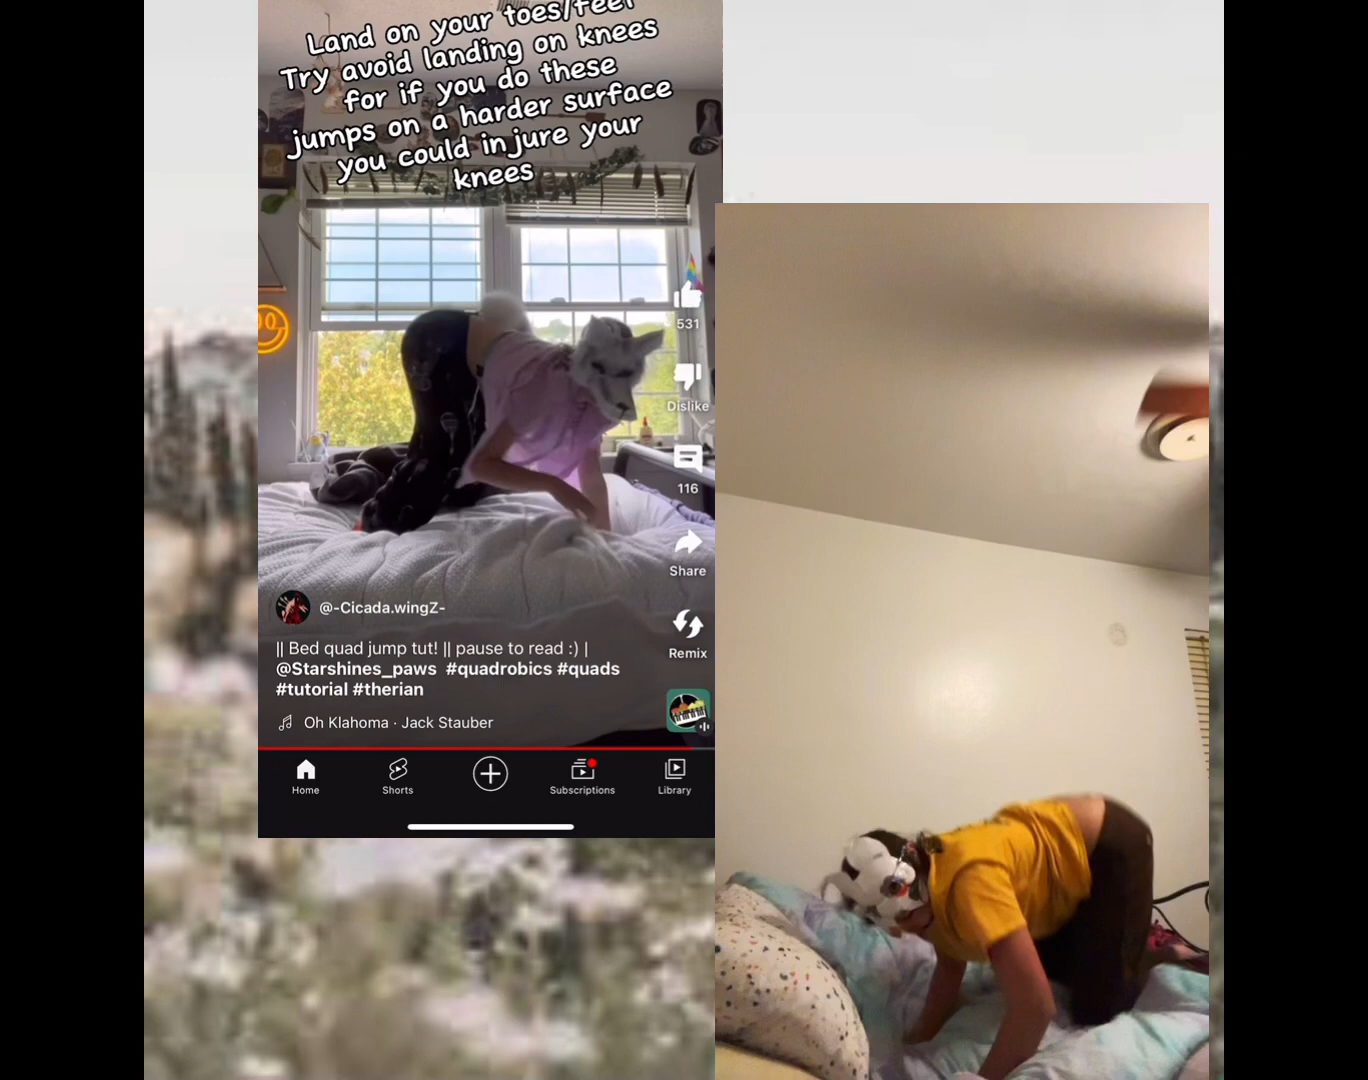 Land on your toes/feet
Try avoid landing on knees
for if you do these
jumps on a harder surface
you could injure your
knees
531
Dislike
116
Share
@-Cicada.wingZ-
|| Bed quad jump tut! || pause to read :) |
Remix
@Starshines_paws #quadrobics #quads
#tutorial #therian
Oh Klahoma · Jack Stauber
Home
Shorts
Subscriptions
Library